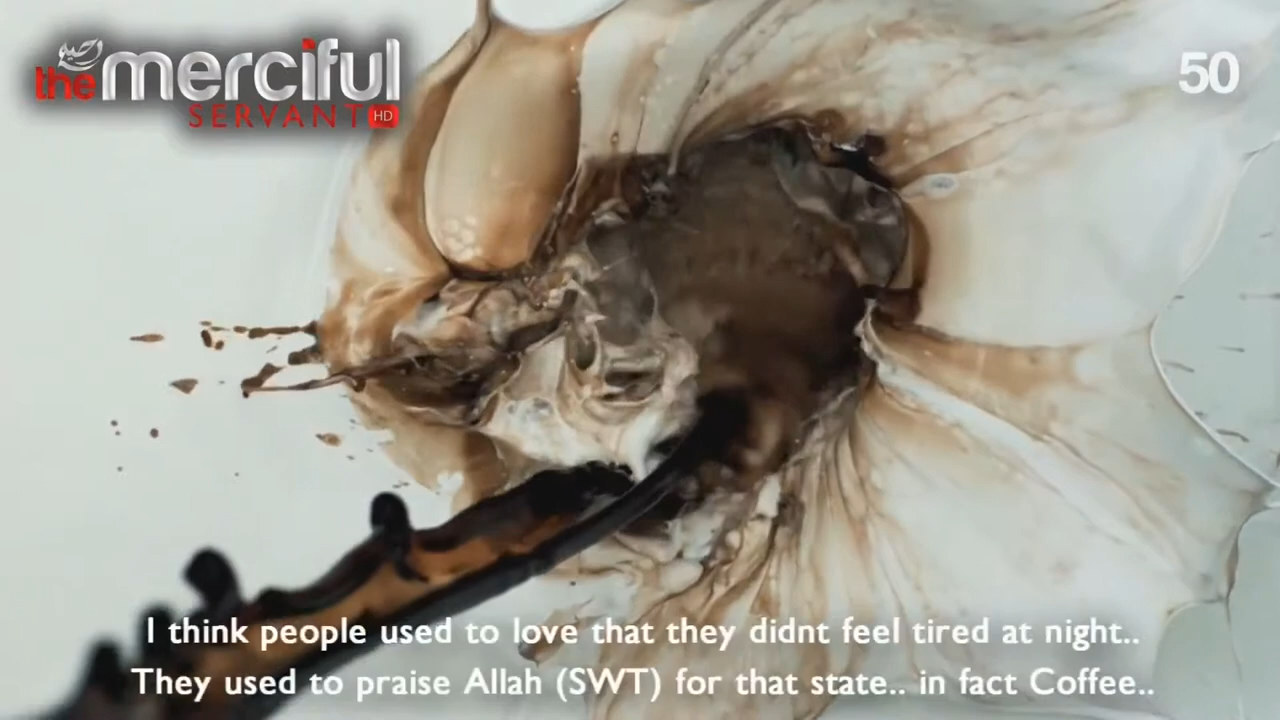 the merciful
SERVANT HD
50
I think people used to love that they didnt feel tired at night..
They used to praise Allah (SWT) for that state.. in fact Coffee..